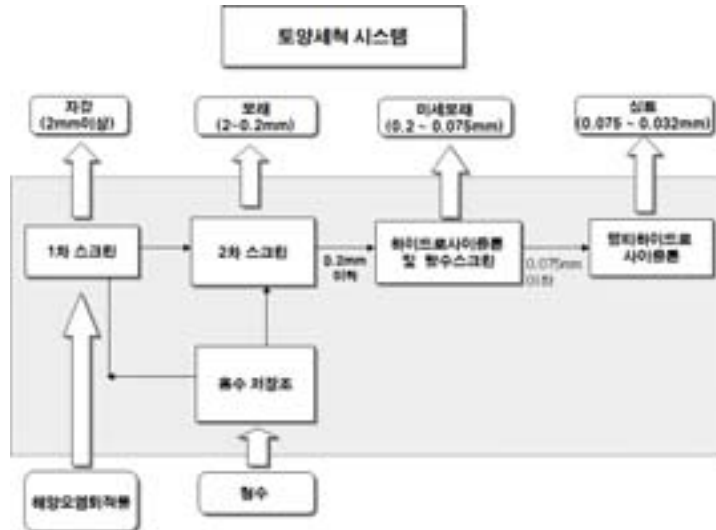 토양세척 시스템
자갈
(2mm이상)
모래
(2~0.2mm)
미세모래
(0.2 ~ 0.075mm)
실트
(0.075 ~ 0.032mm)
1차 스크린
2차 스크린
0.2mm
이하
하이드로사이클론
및 탈수스크린
0.075mm
이하
멀티하이드로
사이클론
용수 저장조
해양오염퇴적물